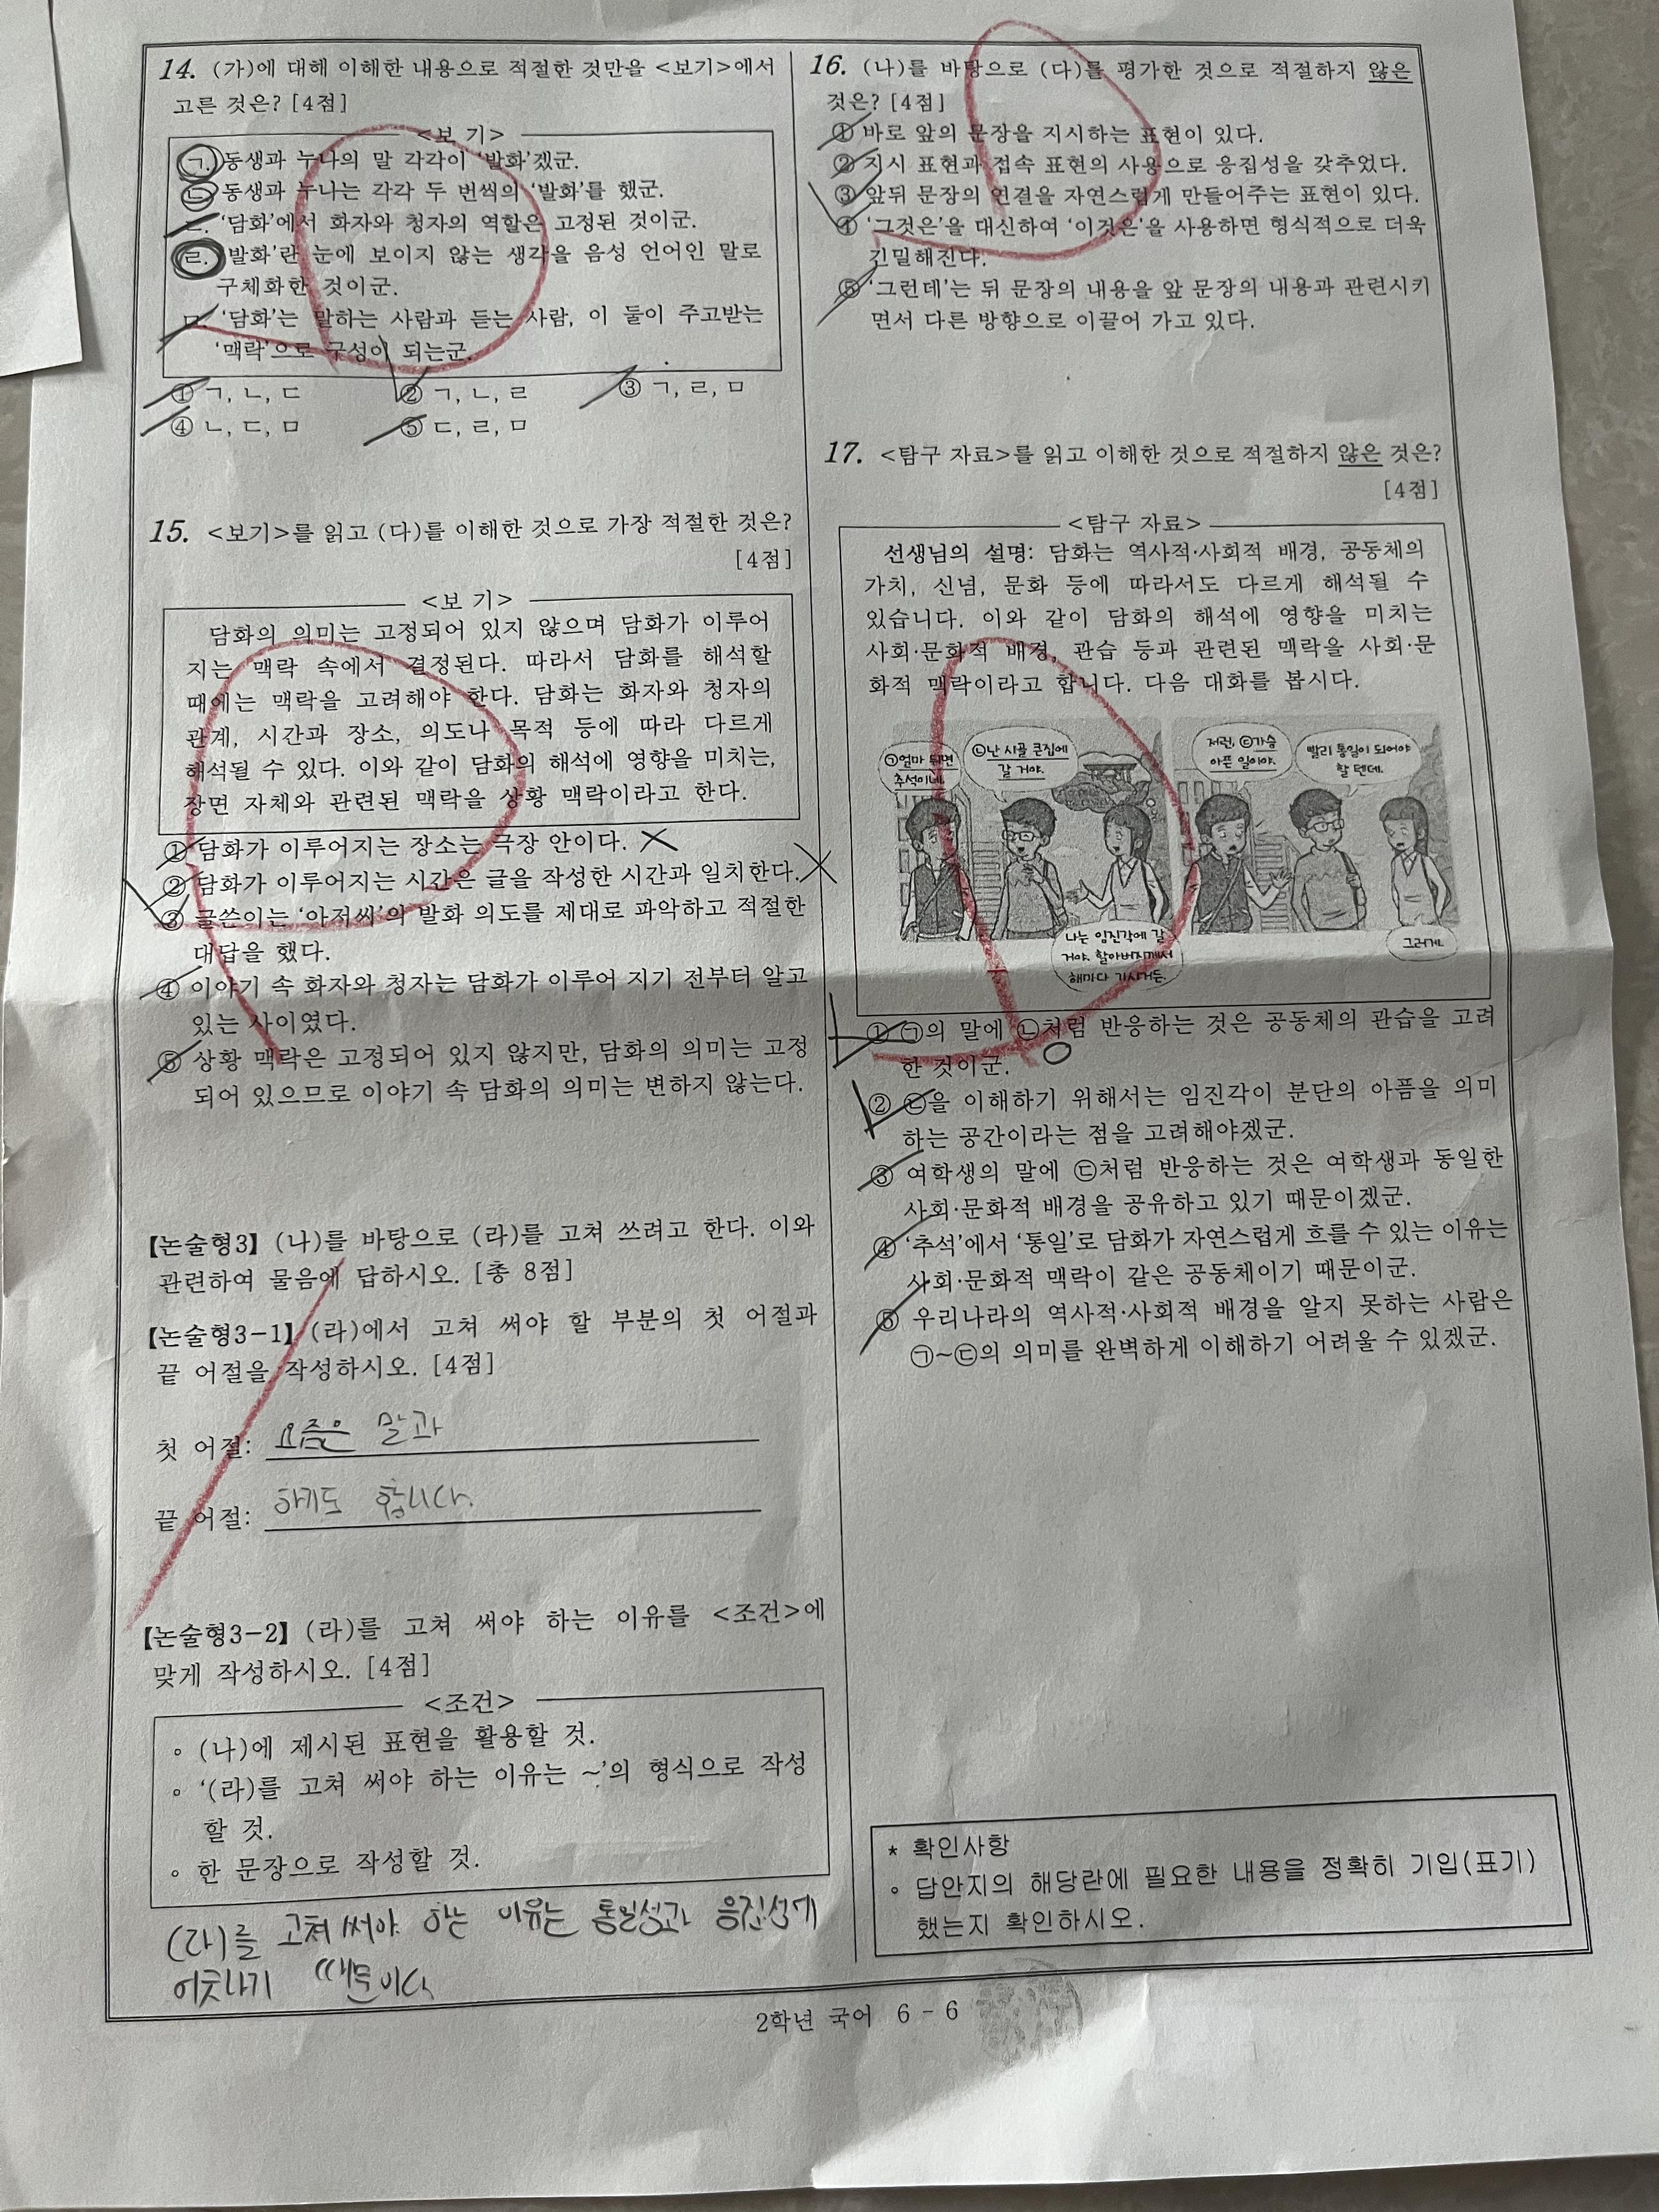 14. (가)에 대해 이해한 내용으로 적절한 것만을 <보기>에서
고른 것은? [4점]
<보 기>
ㄱ. 동생과 누나의 말 각각이 '발화'겠군.
ㄴ. 동생과 누나는 각각 두 번씩의 '발화'를 했군.
ㄷ. '담화'에서 화자와 청자의 역할은 고정된 것이군.
ㄹ. '발화'란 눈에 보이지 않는 생각을 음성 언어인 말로
구체화한 것이군.
ㅁ. '담화'는 말하는 사람과 듣는 사람, 이 둘이 주고받는
'맥락'으로 구성이 되는군.
① ㄱ, ㄴ, ㄷ ② ㄱ, ㄴ, ㄹ ③ ㄱ, ㄹ, ㅁ
④ ㄴ, ㄷ, ㅁ ⑤ ㄷ, ㄹ, ㅁ
15. <보기>를 읽고 (다)를 이해한 것으로 가장 적절한 것은?
[4점]
<보 기>
담화의 의미는 고정되어 있지 않으며 담화가 이루어
지는 맥락 속에서 결정된다. 따라서 담화를 해석할
때에는 맥락을 고려해야 한다. 담화는 화자와 청자의
관계, 시간과 장소, 의도나 목적 등에 따라 다르게
해석될 수 있다. 이와 같이 담화의 해석에 영향을 미치는,
장면 자체와 관련된 맥락을 상황 맥락이라고 한다.
① 담화가 이루어지는 장소는 극장 안이다.
② 담화가 이루어지는 시간은 글을 작성한 시간과 일치한다.
③ 글쓴이는 '아저씨'의 발화 의도를 제대로 파악하고 적절한
대답을 했다.
④ 이야기 속 화자와 청자는 담화가 이루어 지기 전부터 알고
있는 사이였다.
⑤ 상황 맥락은 고정되어 있지 않지만, 담화의 의미는 고정
되어 있으므로 이야기 속 담화의 의미는 변하지 않는다.
【논술형3】 (나)를 바탕으로 (라)를 고쳐 쓰려고 한다. 이와
관련하여 물음에 답하시오. [총 8점]
【논술형3-1】 (라)에서 고쳐 써야 할 부분의 첫 어절과
끝 어절을 작성하시오. [4점]
첫 어절: 요즘은 말과
끝 어절: 하기도 합니다.
【논술형3-2】 (라)를 고쳐 써야 하는 이유를 <조건>에
맞게 작성하시오. [4점]
<조건>
◦ (나)에 제시된 표현을 활용할 것.
◦ '(라)를 고쳐 써야 하는 이유는 ~'의 형식으로 작성
할 것.
◦ 한 문장으로 작성할 것.
(라)를 고쳐 써야 하는 이유는 통일성과 응집성에
어긋나기 때문이다
16. (나)를 바탕으로 (다)를 평가한 것으로 적절하지 않은
것은? [4점]
① 바로 앞의 문장을 지시하는 표현이 있다.
② 지시 표현과 접속 표현의 사용으로 응집성을 갖추었다.
③ 앞뒤 문장의 연결을 자연스럽게 만들어주는 표현이 있다.
④ '그것은'을 대신하여 '이것은'을 사용하면 형식적으로 더욱
긴밀해진다.
⑤ '그런데'는 뒤 문장의 내용을 앞 문장의 내용과 관련시키
면서 다른 방향으로 이끌어 가고 있다.
17. <탐구 자료>를 읽고 이해한 것으로 적절하지 않은 것은?
[4점]
<탐구 자료>
선생님의 설명: 담화는 역사적·사회적 배경, 공동체의
가치, 신념, 문화 등에 따라서도 다르게 해석될 수
있습니다. 이와 같이 담화의 해석에 영향을 미치는
사회·문화적 배경, 관습 등과 관련된 맥락을 사회·문
화적 맥락이라고 합니다. 다음 대화를 봅시다.
㉠얼마 뒤면
추석이네.
㉡난 시골 큰집에
갈 거야.
나는 임진각에 갈
거야. 할아버지께서
해마다 가시거든.
저런, ㉢가슴
아픈 일이야.
빨리 통일이 되어야
할 텐데.
그러게.
① ㉠의 말에 ㉡처럼 반응하는 것은 공동체의 관습을 고려
한 것이군.
② ㉢을 이해하기 위해서는 임진각이 분단의 아픔을 의미
하는 공간이라는 점을 고려해야겠군.
③ 여학생의 말에 ㉢처럼 반응하는 것은 여학생과 동일한
사회·문화적 배경을 공유하고 있기 때문이겠군.
④ '추석'에서 '통일'로 담화가 자연스럽게 흐를 수 있는 이유는
사회·문화적 맥락이 같은 공동체이기 때문이군.
⑤ 우리나라의 역사적·사회적 배경을 알지 못하는 사람은
㉠~㉢의 의미를 완벽하게 이해하기 어려울 수 있겠군.
* 확인사항
◦ 답안지의 해당란에 필요한 내용을 정확히 기입(표기)
했는지 확인하시오.
2학년 국어 6 - 6